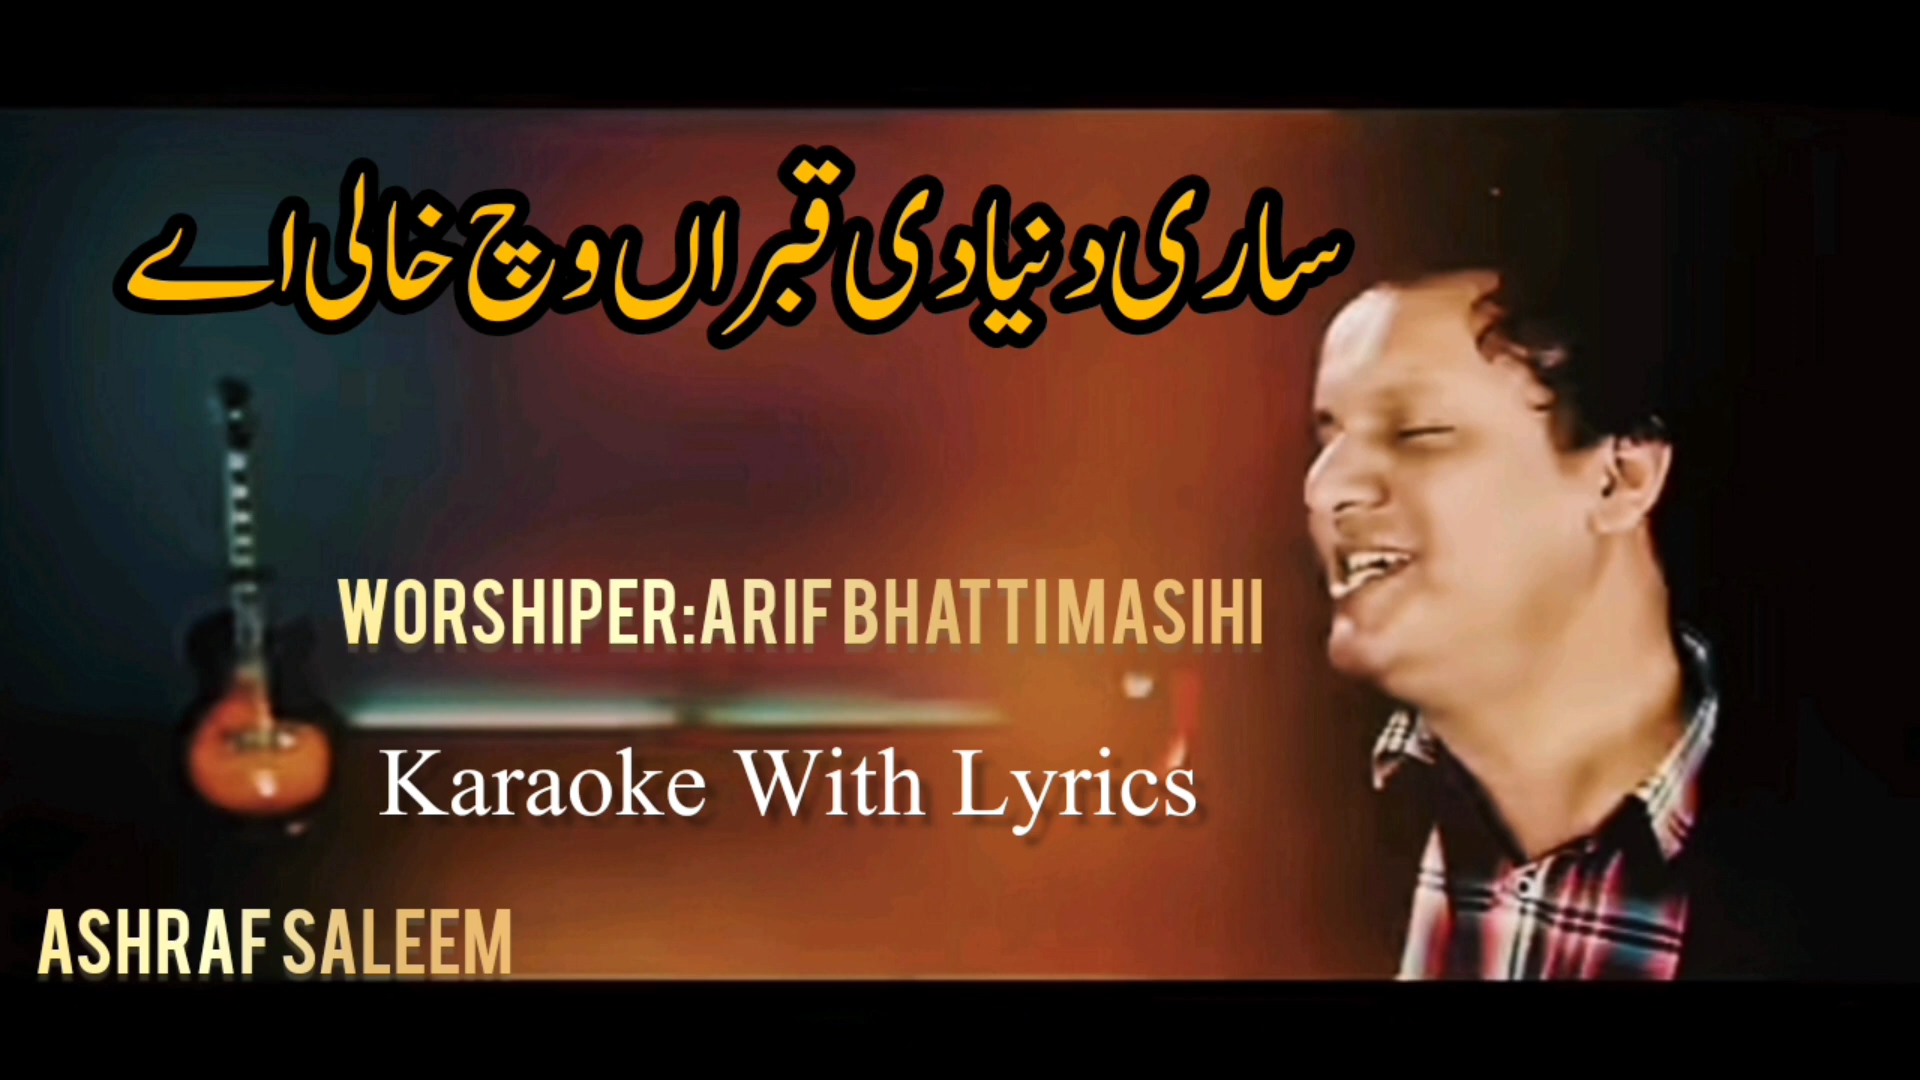 ساری دنیا دی قبراں وچ خالی اے
WORSHIPER:ARIF BHATTI MASIHI
Karaoke With Lyrics
ASHRAF SALEEM